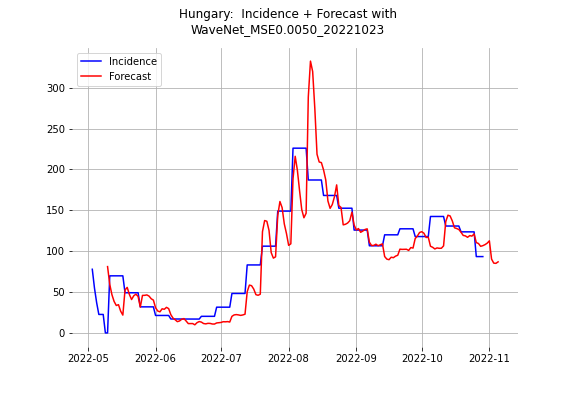 Hungary:  Incidence + Forecast with
WaveNet_MSE0.0050_20221023
Incidence
Forecast
300
250
200
150
100
50
0
2022-05 2022-06 2022-07 2022-08 2022-09 2022-10 2022-11